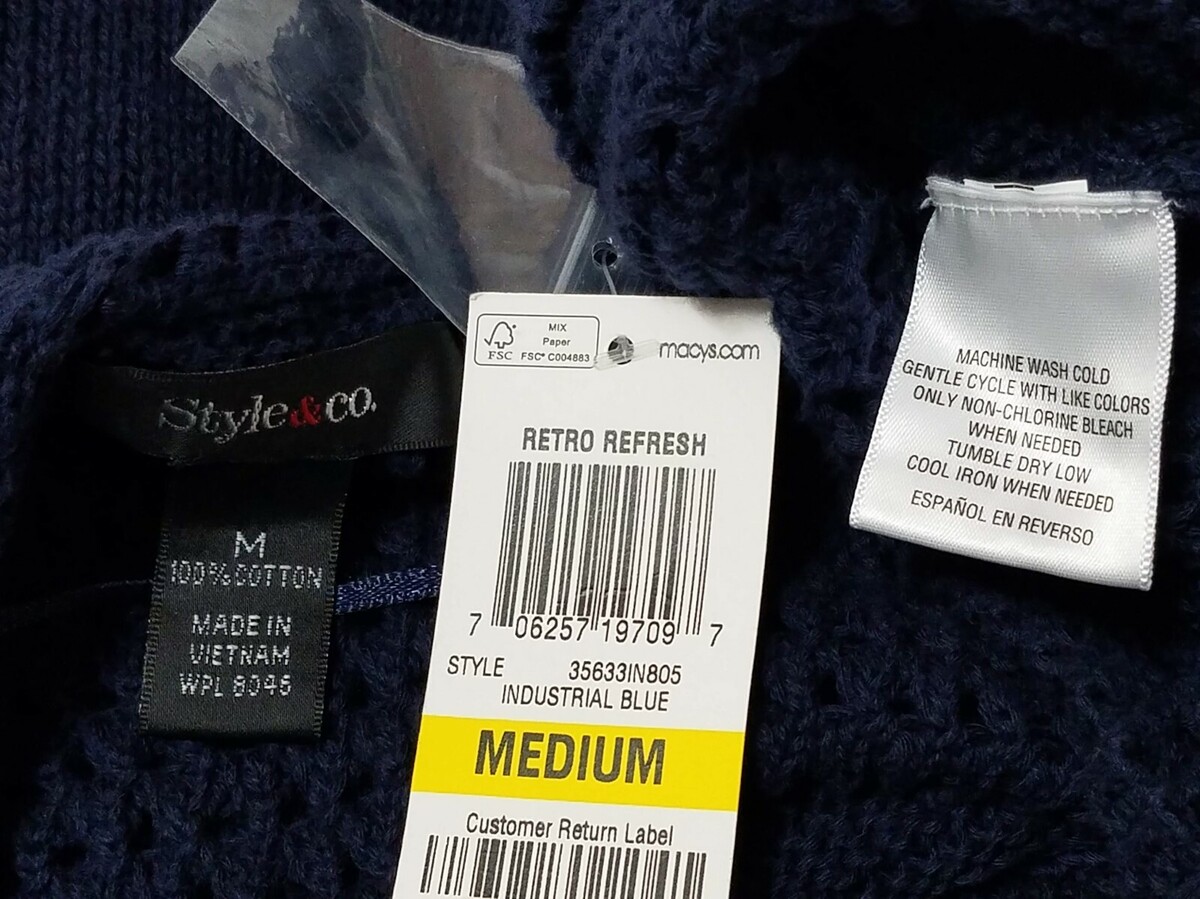 Style&co.
M
100% COTTON
MADE IN
VIETNAM
WPL 8046
FSC
MIX
Paper
FSC® C004883
macys.com
RETRO REFRESH
7 06257 19709 7
STYLE 35633IN805
INDUSTRIAL BLUE
MEDIUM
Customer Return Label
MACHINE WASH COLD
GENTLE CYCLE WITH LIKE COLORS
ONLY NON-CHLORINE BLEACH
WHEN NEEDED
TUMBLE DRY LOW
COOL IRON WHEN NEEDED
ESPAÑOL EN REVERSO